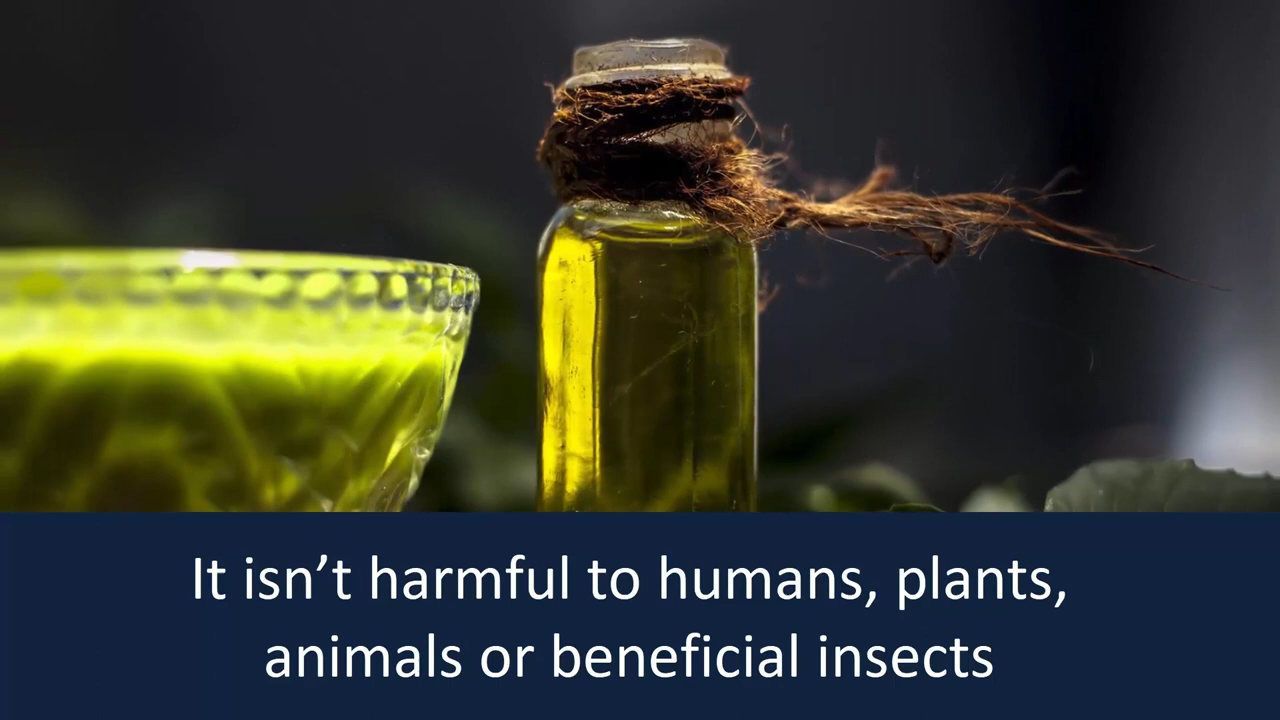 It isn’t harmful to humans, plants,
animals or beneficial insects